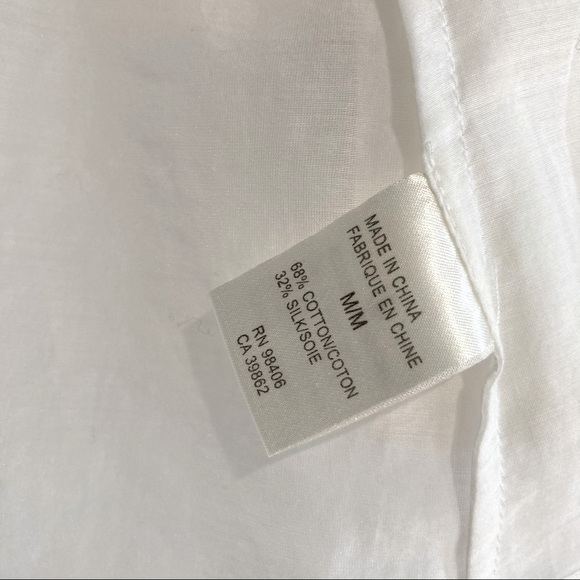 MADE IN CHINA
FABRIQUE EN CHINE
M/M
68% COTTON/COTON
32% SILK/SOIE
RN 98406
CA 39862